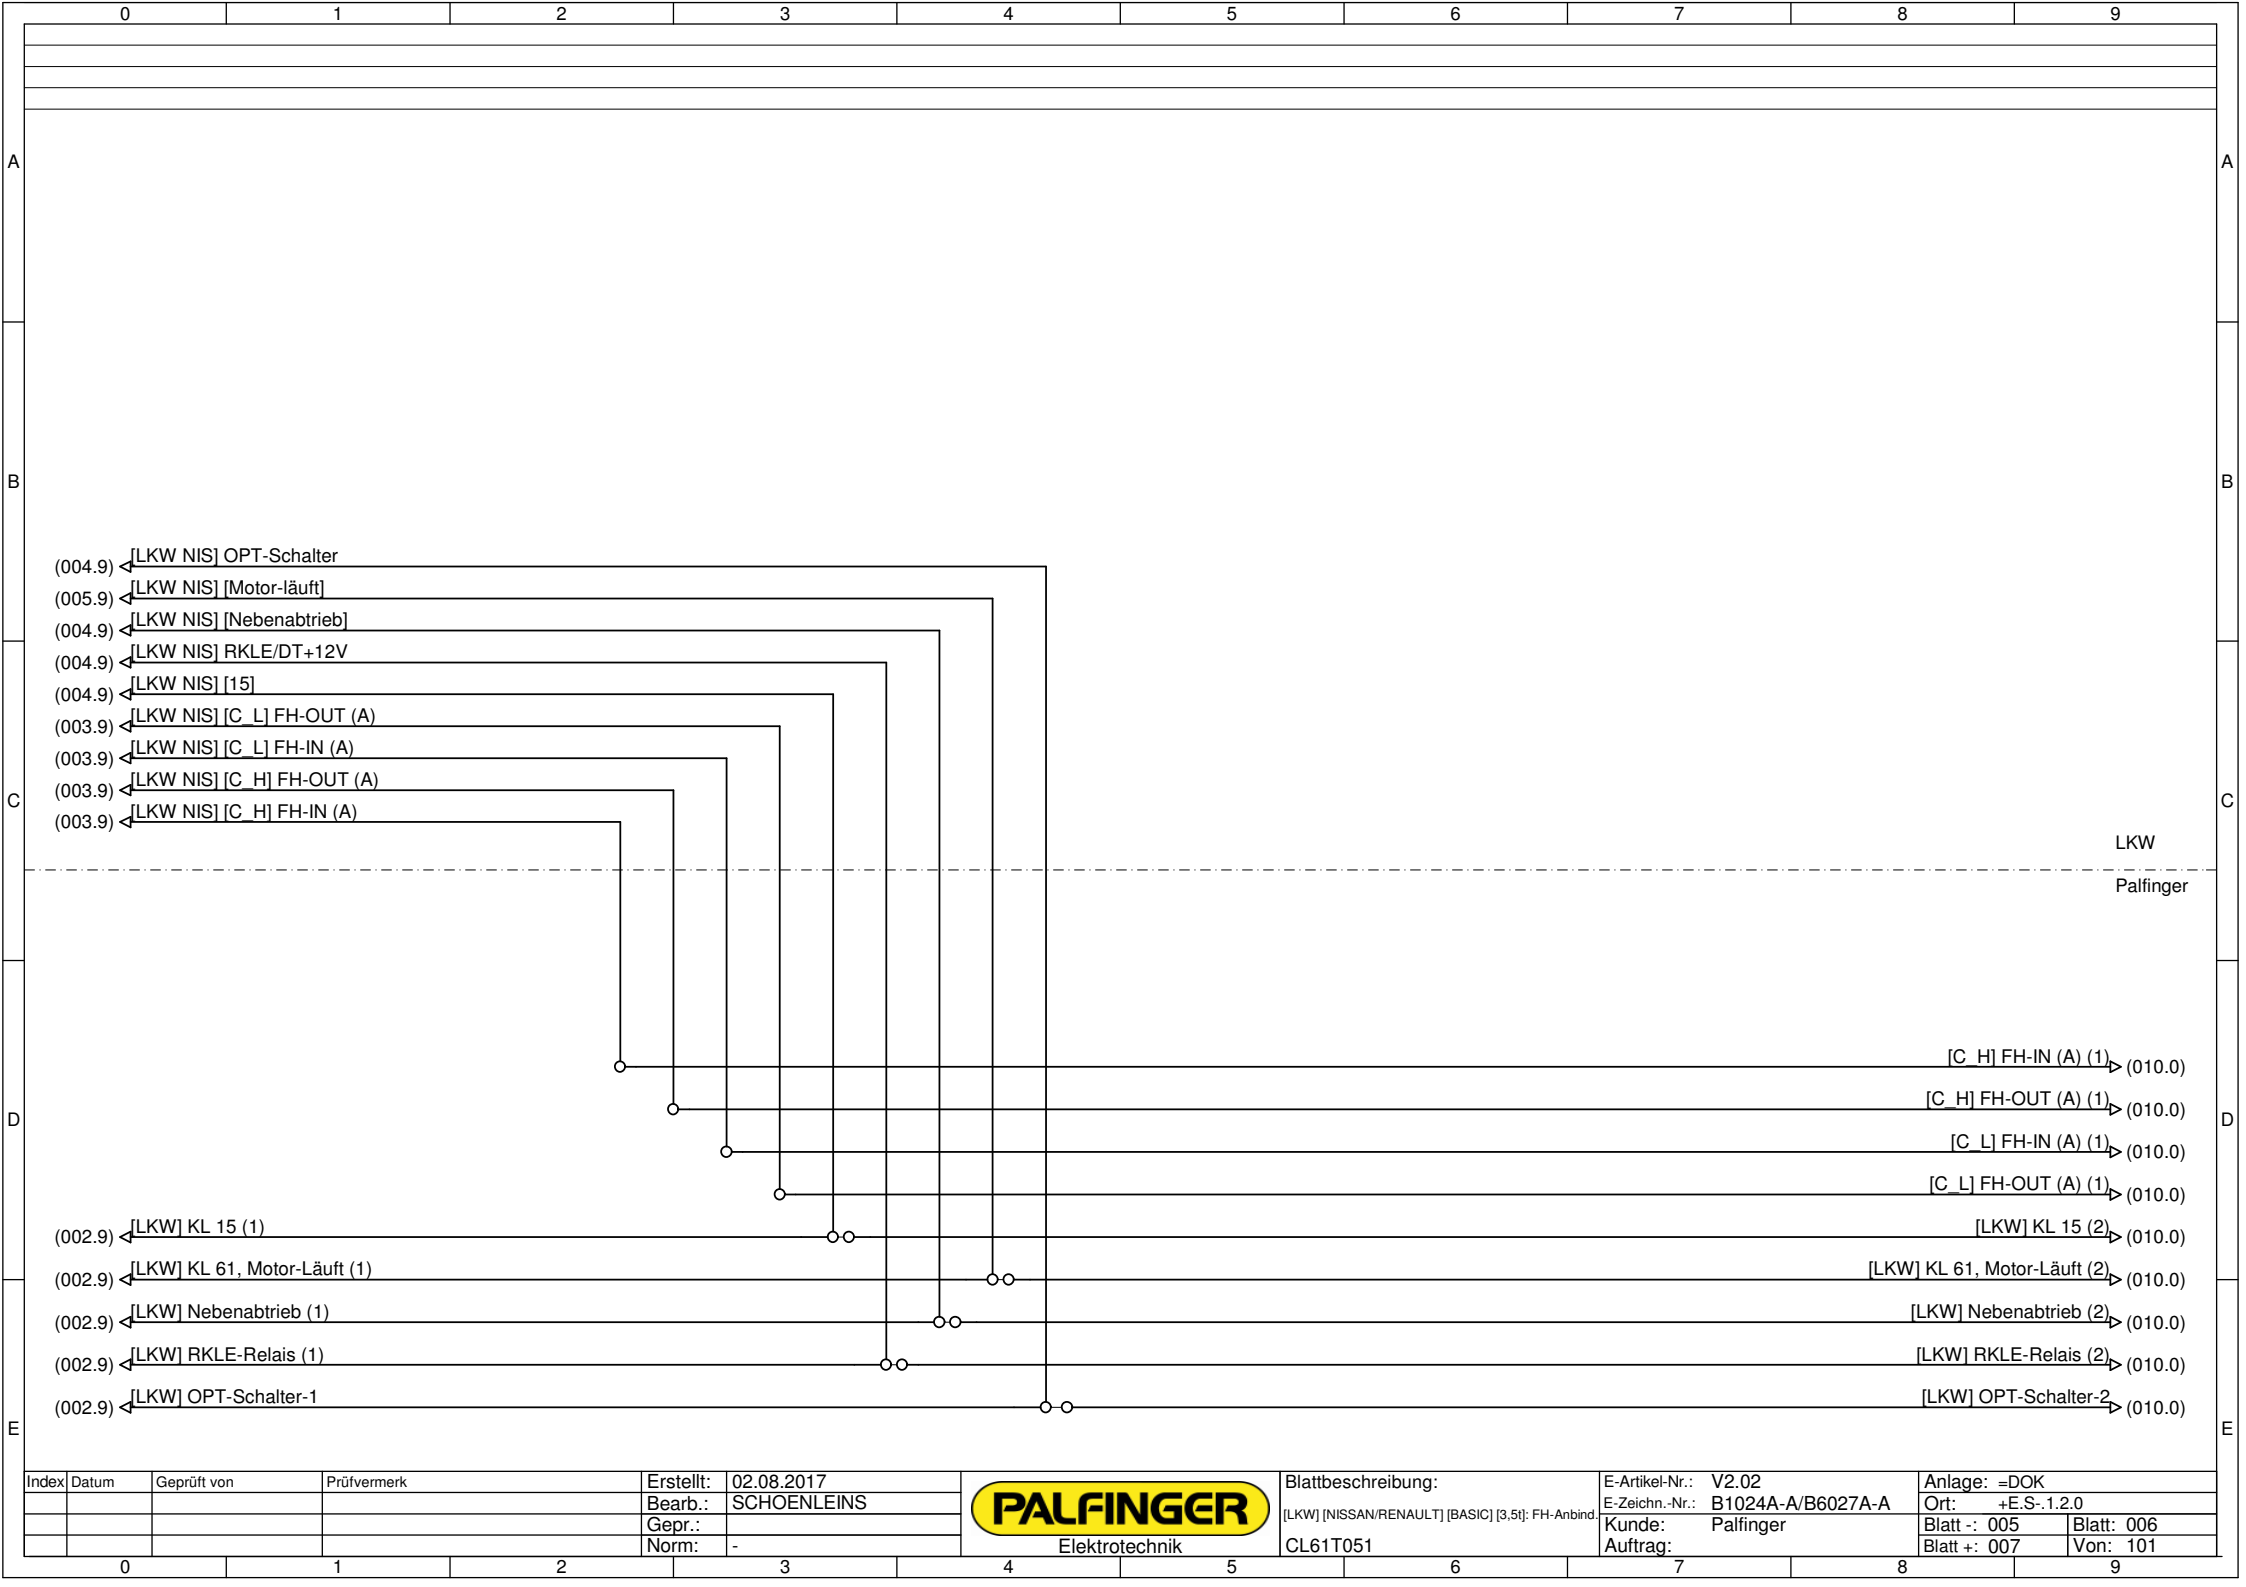 0 1 2 3 4 5 6 7 8 9
A A
B B
(004.9) [LKW NIS] OPT-Schalter
(005.9) [LKW NIS] [Motor-läuft]
(004.9) [LKW NIS] [Nebenabtrieb]
(004.9) [LKW NIS] RKLE/DT+12V
(004.9) [LKW NIS] [15]
(003.9) [LKW NIS] [C_L] FH-OUT (A)
(003.9) [LKW NIS] [C_L] FH-IN (A)
(003.9) [LKW NIS] [C_H] FH-OUT (A)
C C
(003.9) [LKW NIS] [C_H] FH-IN (A)
LKW
Palfinger
[C_H] FH-IN (A) (1) (010.0)
[C_H] FH-OUT (A) (1) (010.0)
D D
[C_L] FH-IN (A) (1) (010.0)
[C_L] FH-OUT (A) (1) (010.0)
(002.9) [LKW] KL 15 (1) [LKW] KL 15 (2) (010.0)
(002.9) [LKW] KL 61, Motor-Läuft (1) [LKW] KL 61, Motor-Läuft (2) (010.0)
(002.9) [LKW] Nebenabtrieb (1) [LKW] Nebenabtrieb (2) (010.0)
(002.9) [LKW] RKLE-Relais (1) [LKW] RKLE-Relais (2) (010.0)
(002.9) [LKW] OPT-Schalter-1 [LKW] OPT-Schalter-2 (010.0)
E E
Index Datum Geprüft von Prüfvermerk
Erstellt: 02.08.2017
Bearb.: SCHOENLEINS
Gepr.:
Norm: -
PALFINGER
Elektrotechnik
Blattbeschreibung:
[LKW] [NISSAN/RENAULT] [BASIC] [3,5t]: FH-Anbind.
CL61T051
E-Artikel-Nr.: V2.02
E-Zeichn.-Nr.: B1024A-A/B6027A-A
Kunde: Palfinger
Auftrag:
Anlage: =DOK
Ort: +E.S-.1.2.0
Blatt -: 005 Blatt: 006
Blatt +: 007 Von: 101
0 1 2 3 4 5 6 7 8 9